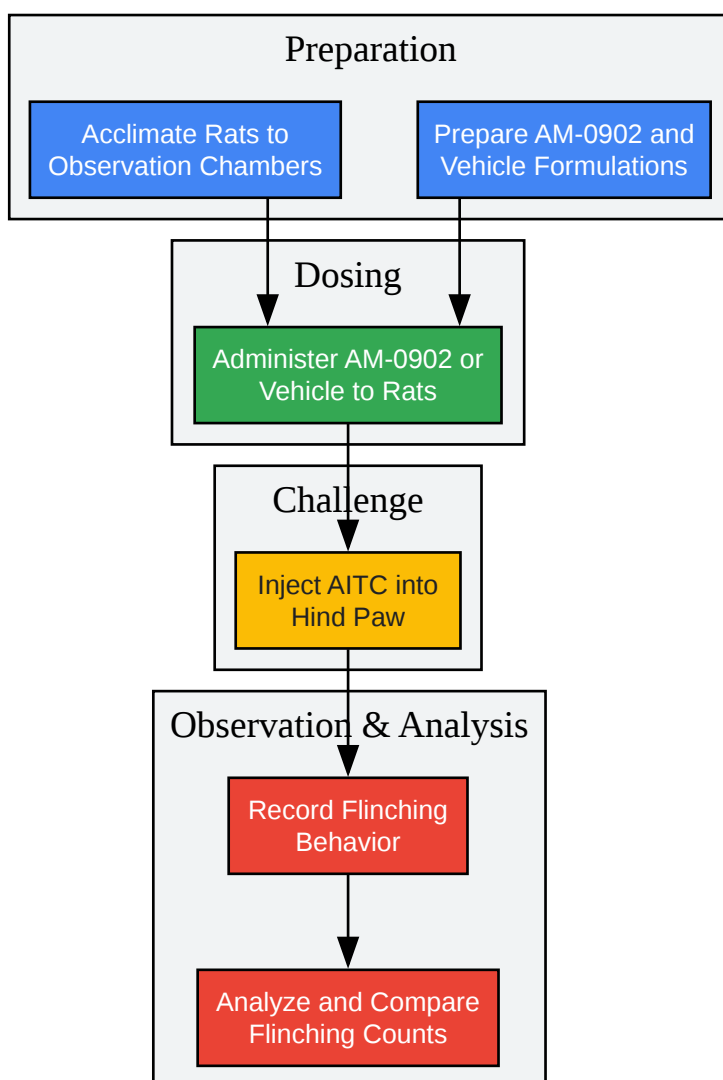 Preparation
Acclimate Rats to
Observation Chambers
Prepare AM-0902 and
Vehicle Formulations
Dosing
Administer AM-0902 or
Vehicle to Rats
Challenge
Inject AITC into
Hind Paw
Observation & Analysis
Record Flinching
Behavior
Analyze and Compare
Flinching Counts